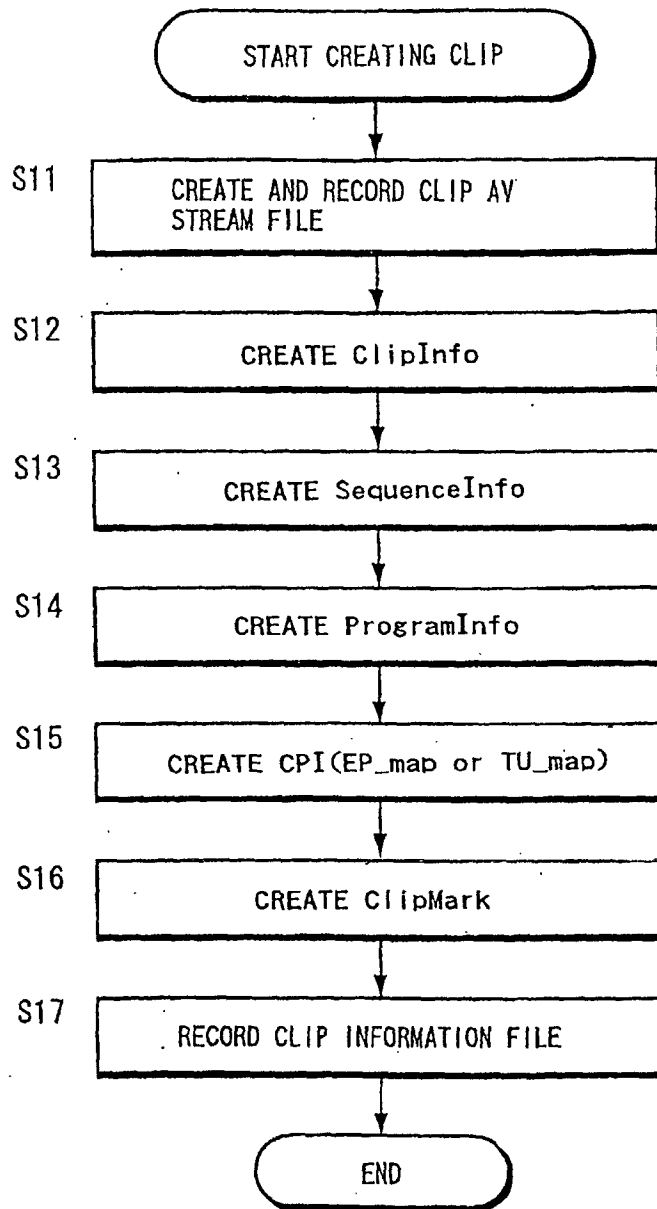 START CREATING CLIP
S11
CREATE AND RECORD CLIP AV
STREAM FILE
S12
CREATE ClipInfo
S13
CREATE SequenceInfo
S14
CREATE ProgramInfo
S15
CREATE CPI(EP_map or TU_map)
S16
CREATE ClipMark
S17
RECORD CLIP INFORMATION FILE
END